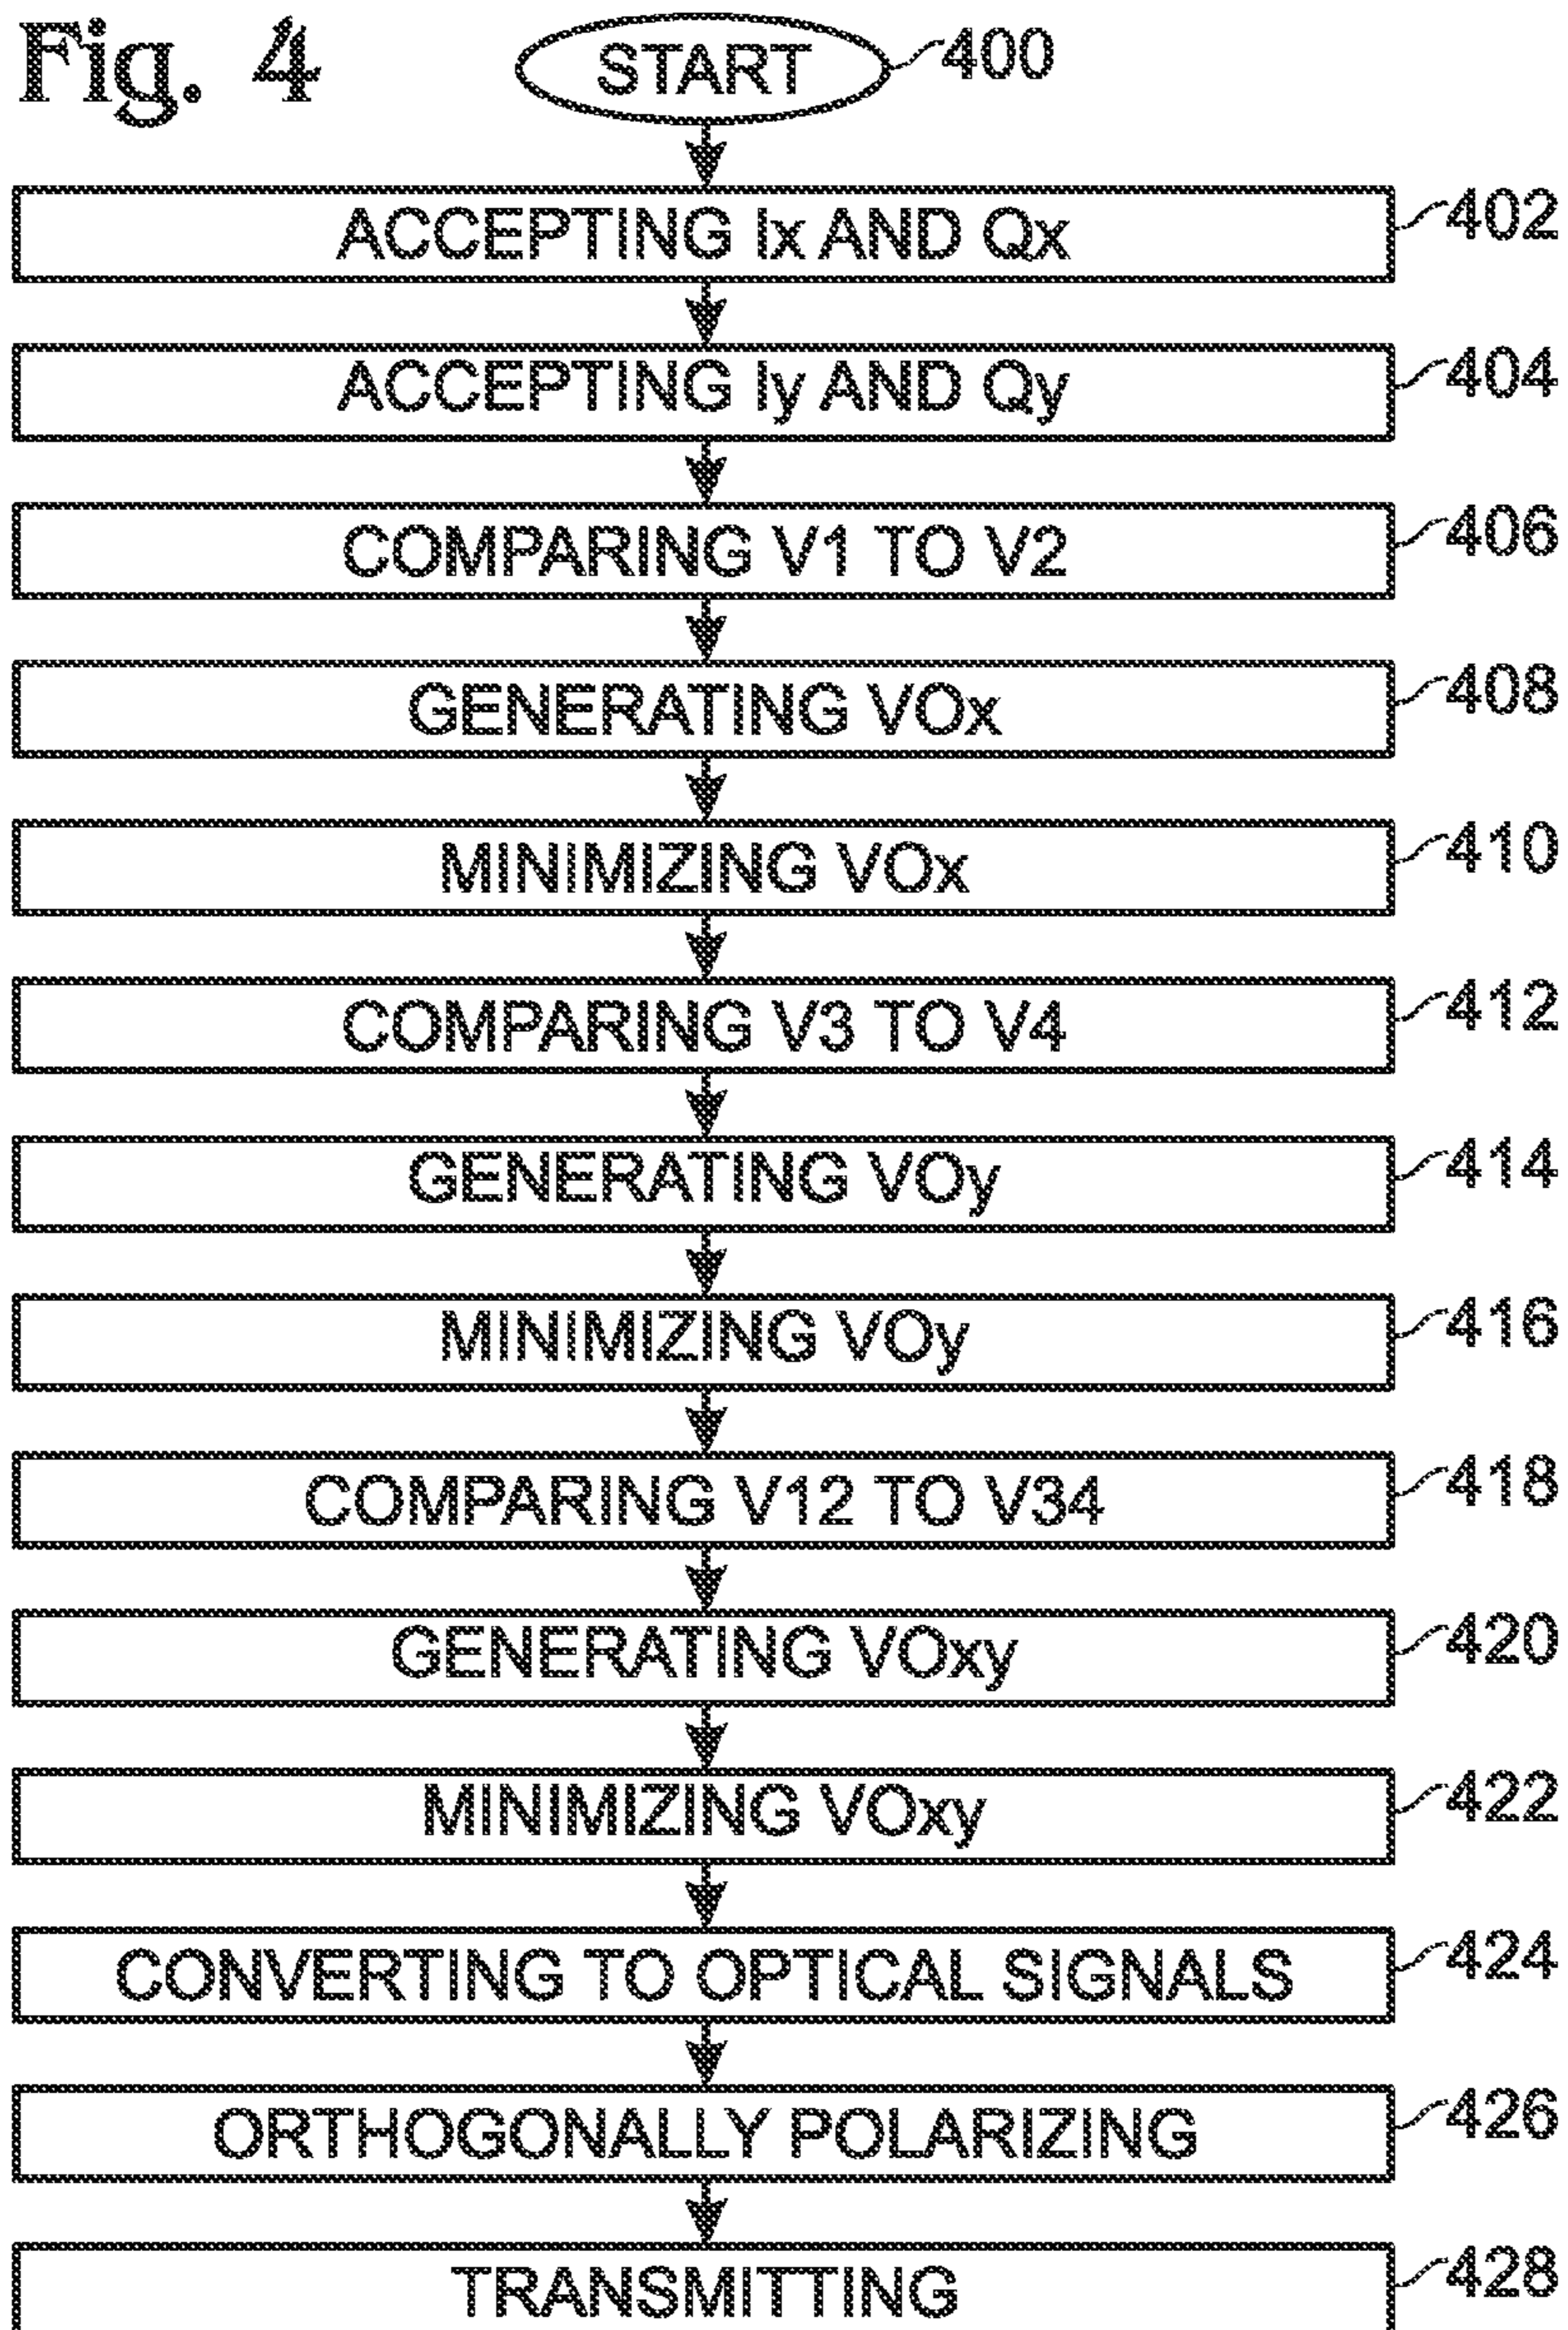 Fig. 4
START 400
ACCEPTING Ix AND Qx 402
ACCEPTING Iy AND Qy 404
COMPARING V1 TO V2 406
GENERATING VOx 408
MINIMIZING VOx 410
COMPARING V3 TO V4 412
GENERATING VOy 414
MINIMIZING VOy 416
COMPARING V12 TO V34 418
GENERATING VOxy 420
MINIMIZING VOxy 422
CONVERTING TO OPTICAL SIGNALS 424
ORTHOGONALLY POLARIZING 426
TRANSMITTING 428